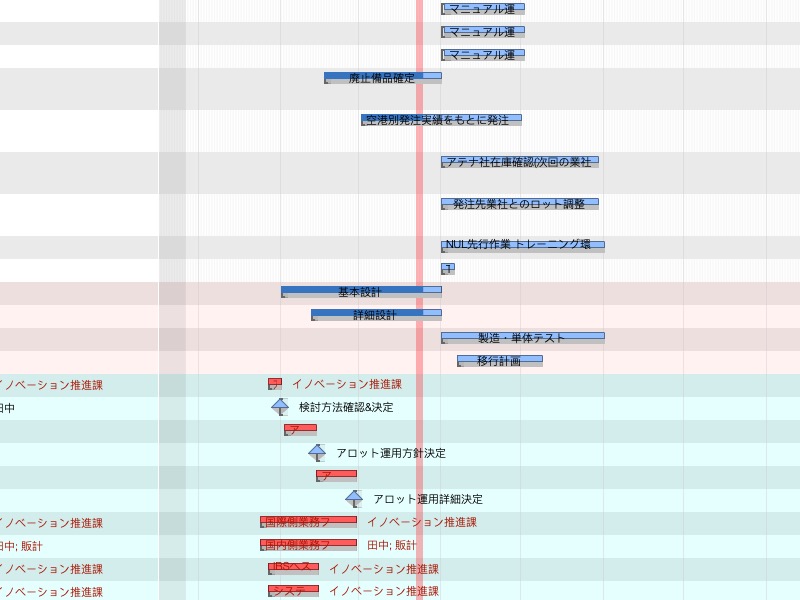 マニュアル運
マニュアル運
マニュアル運
廃止備品確定
空港別発注実績をもとに発注
アテナ社在庫確認(次回の業社
発注先業社とのロット調整
NUL先行作業 トレーニング環
基本設計
詳細設計
製造・単体テスト
移行計画
イノベーション推進課 イノベーション推進課
田中 検討方法確認&決定
ア
アロット運用方針決定
ア
アロット運用詳細決定
イノベーション推進課 国際側業務フ イノベーション推進課
田中; 販計 国内側業務フ 田中; 販計
イノベーション推進課 IBSベス イノベーション推進課
イノベーション推進課 システ イノベーション推進課